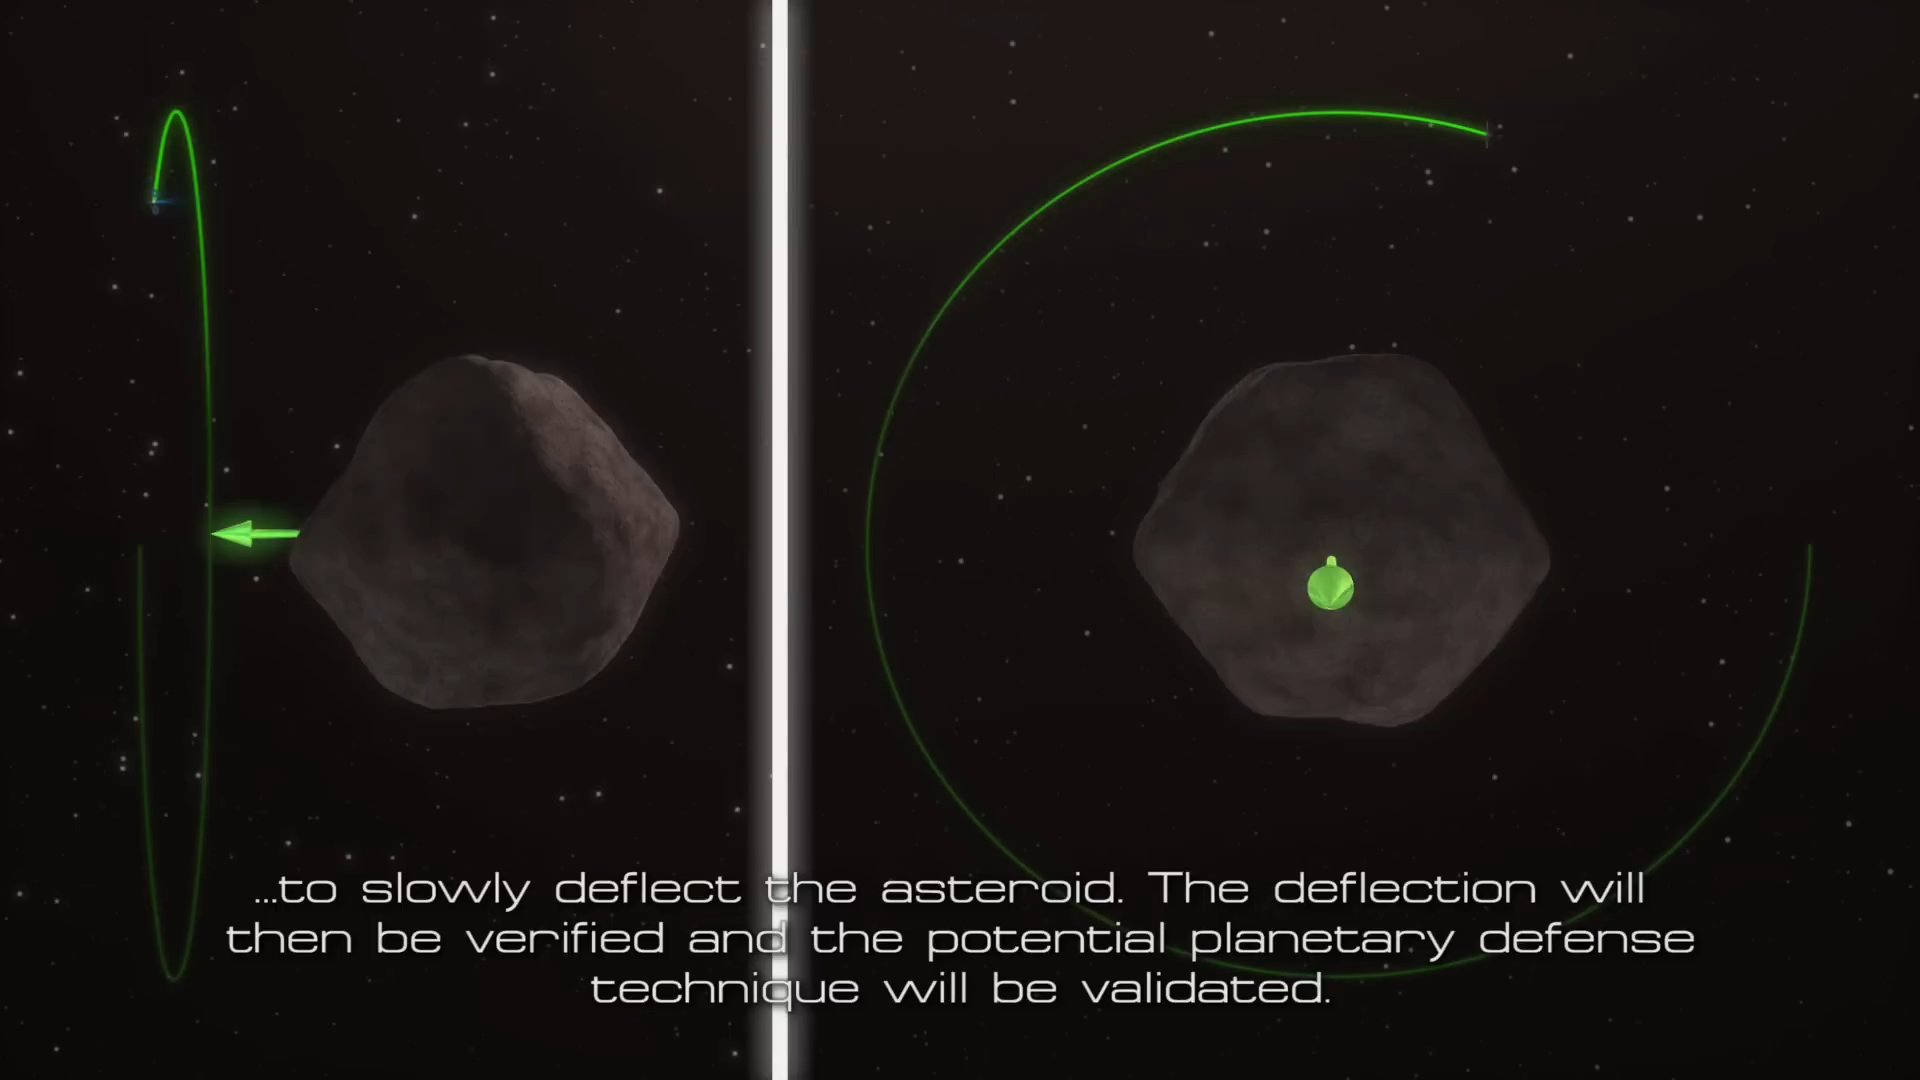 ...to slowly deflect the asteroid. The deflection will
then be verified and the potential planetary defense
technique will be validated.